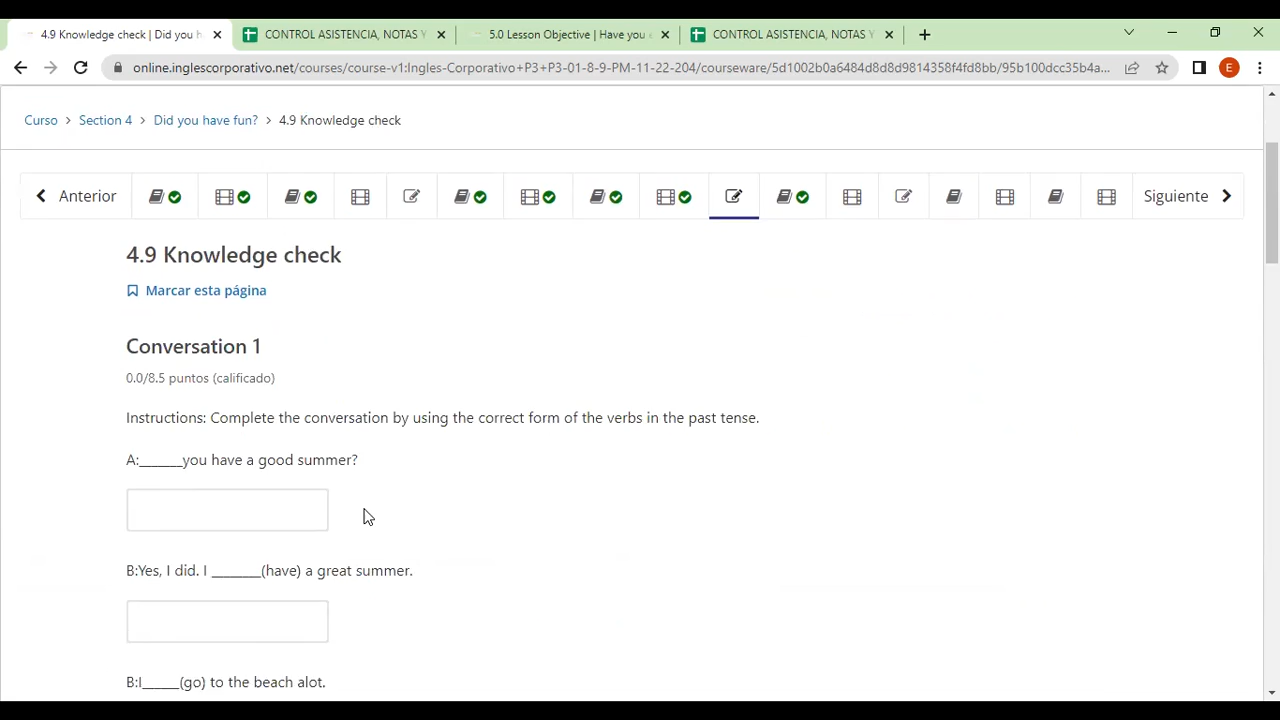 4.9 Knowledge check | Did you h
CONTROL ASISTENCIA, NOTAS Y
5.0 Lesson Objective | Have you
CONTROL ASISTENCIA, NOTAS Y
online.inglescorporativo.net/courses/course-v1:Ingles-Corporativo+P3+P3-01-8-9-PM-11-22-204/courseware/5d1002b0a6484d8d8d9814358f4fd8bb/95b100dcc35b4a...
E
Curso > Section 4 > Did you have fun? > 4.9 Knowledge check
Anterior
Siguiente
4.9 Knowledge check
Marcar esta página
Conversation 1
0.0/8.5 puntos (calificado)
Instructions: Complete the conversation by using the correct form of the verbs in the past tense.
A:______you have a good summer?
B:Yes, I did. I _______(have) a great summer.
B:I_____(go) to the beach alot.